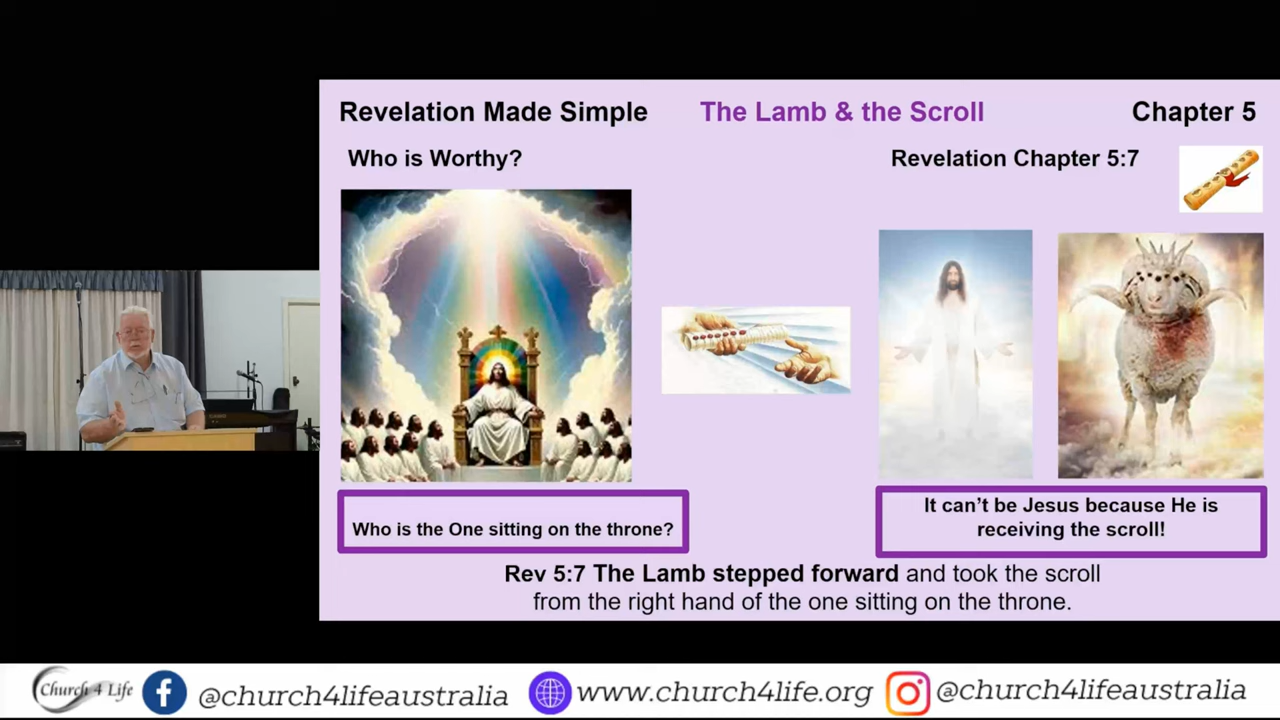 Revelation Made Simple
The Lamb & the Scroll
Chapter 5
Who is Worthy?
Revelation Chapter 5:7
Who is the One sitting on the throne?
It can't be Jesus because He is
receiving the scroll!
Rev 5:7 The Lamb stepped forward and took the scroll
from the right hand of the one sitting on the throne.
Church 4 Life
@church4lifeaustralia
www.church4life.org
@church4lifeaustralia